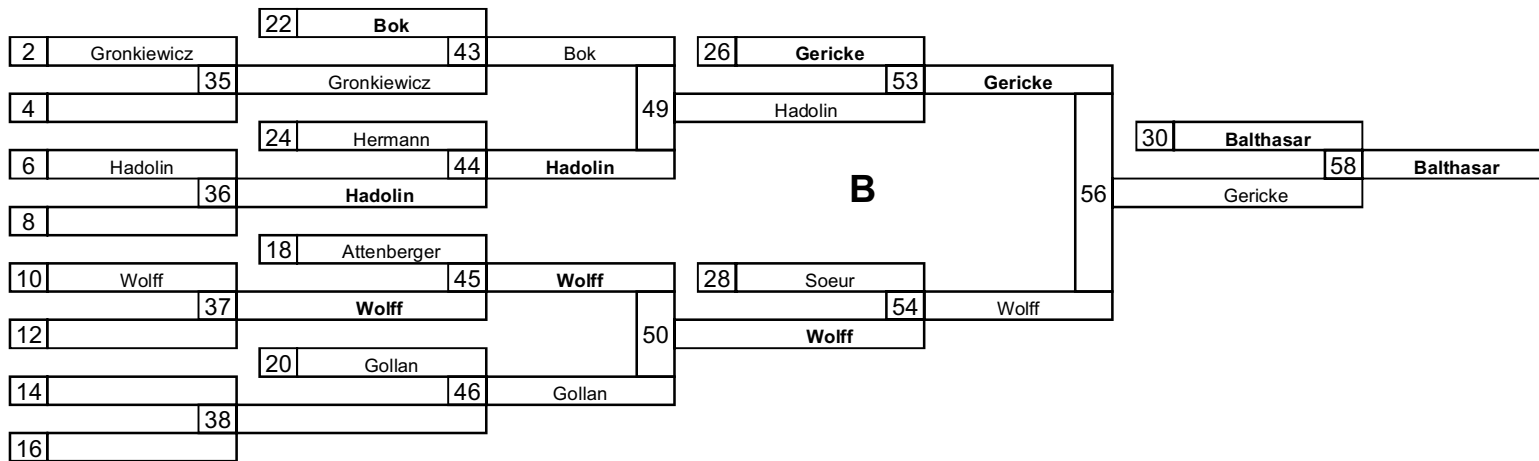 22 Bok
2 Gronkiewicz 43 Bok 26 Gericke
35 Gronkiewicz 53 Gericke
4 49 Hadolin
24 Hermann 30 Balthasar
6 Hadolin 44 Hadolin 58 Balthasar
36 Hadolin B 56 Gericke
8
18 Attenberger
10 Wolff 45 Wolff 28 Soeur
37 Wolff 54 Wolff
12 50 Wolff
20 Gollan
14 46 Gollan
38
16